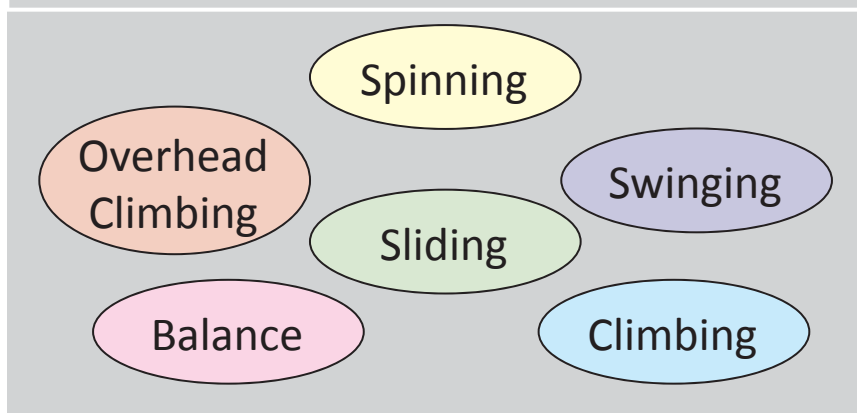 Spinning
Overhead
Climbing
Swinging
Sliding
Balance
Climbing